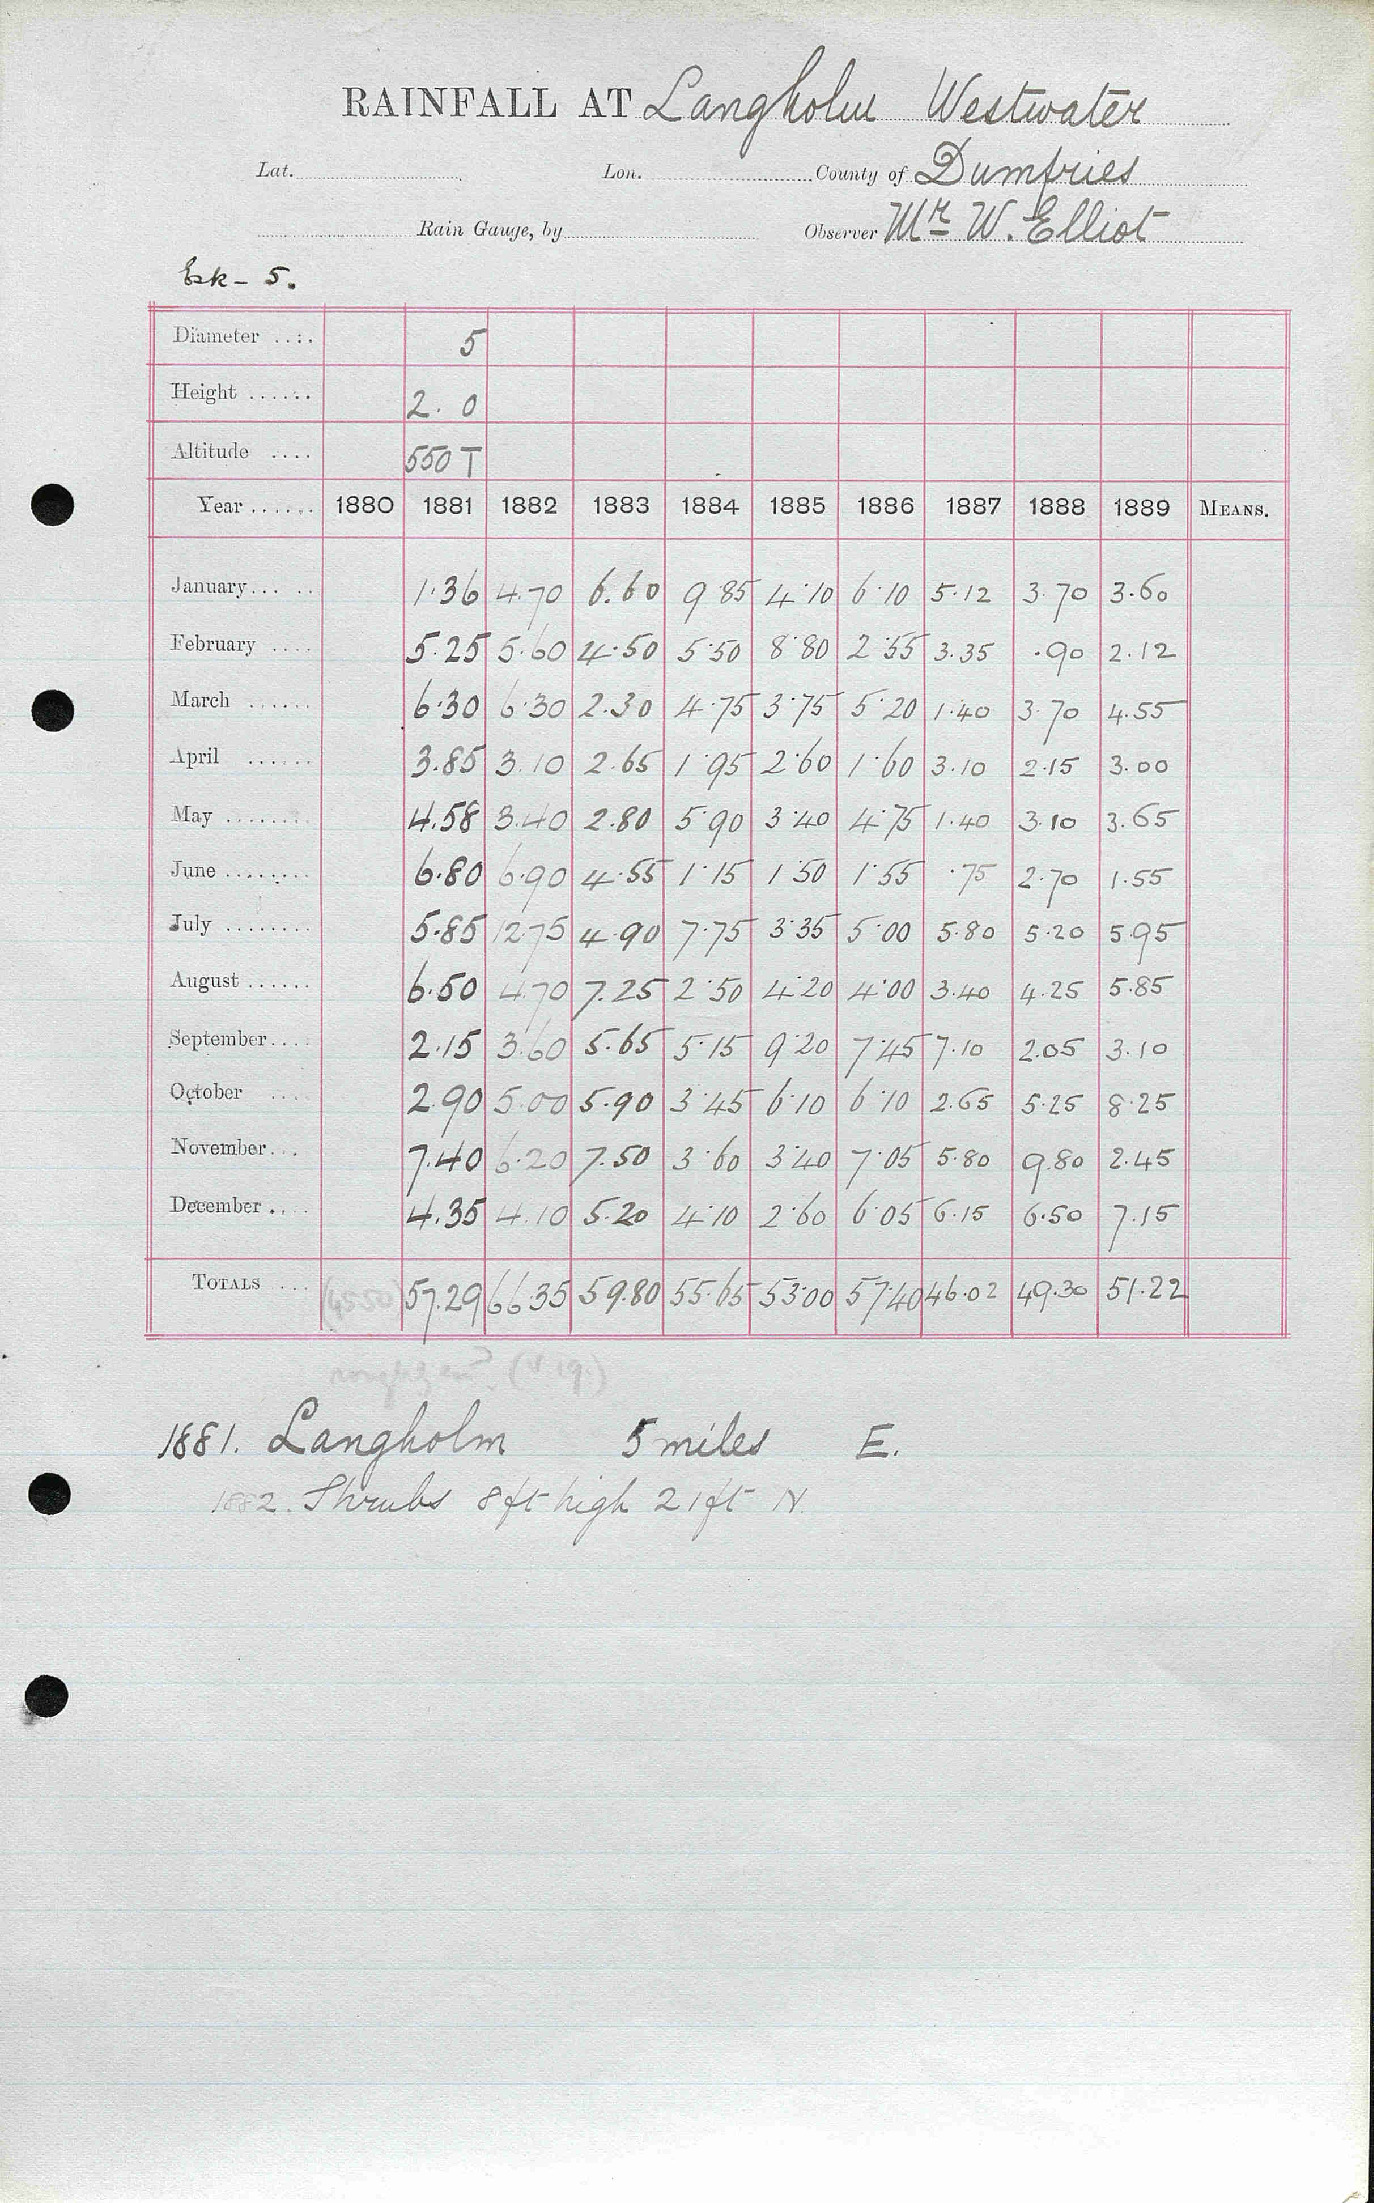 RAINFALL AT Langholm Westwater
Lat. Lon. County of Dumfries
Rain Gauge, by Observer Mr W. Elliot
Esk - 5.
Diameter .... 5
Height ...... 2. 0
Altitude .... 550 T
Year ...... 1880 1881 1882 1883 1884 1885 1886 1887 1888 1889 MEANS.
January... .. 1.36 4.70 6.60 9 85 4.10 6.10 5.12 3.70 3.60
February .... 5.25 5.60 4.50 5.50 8.80 2.55 3.35 .90 2.12
March ...... 6.30 6.30 2.30 4.75 3.75 5.20 1.40 3.70 4.55
April ...... 3.85 3.10 2.65 1.95 2.60 1.60 3.10 2.15 3.00
May ........ 4.58 3.40 2.80 5.90 3.40 4.75 1.40 3.10 3.65
June ........ 6.80 6.90 4.55 1.15 1.50 1.55 .75 2.70 1.55
July ........ 5.85 12.75 4.90 7.75 3.35 5.00 5.80 5.20 5.95
August ...... 6.50 4.70 7.25 2.50 4.20 4.00 3.40 4.25 5.85
September.... 2.15 3.60 5.65 5.15 9.20 7.45 7.10 2.05 3.10
October .... 2.90 5.00 5.90 3.45 6.10 6.10 2.65 5.25 8.25
November... 7.40 6.20 7.50 3.60 3.40 7.05 5.80 9.80 2.45
December .... 4.35 4.10 5.20 4.10 2.60 6.05 6.15 6.50 7.15
TOTALS ... (45.50) 57.29 66.35 59.80 55.65 53.00 57.40 46.02 49.30 51.22
1881. Langholm 5 miles E.
1882. Shrubs 8ft high 21ft N.